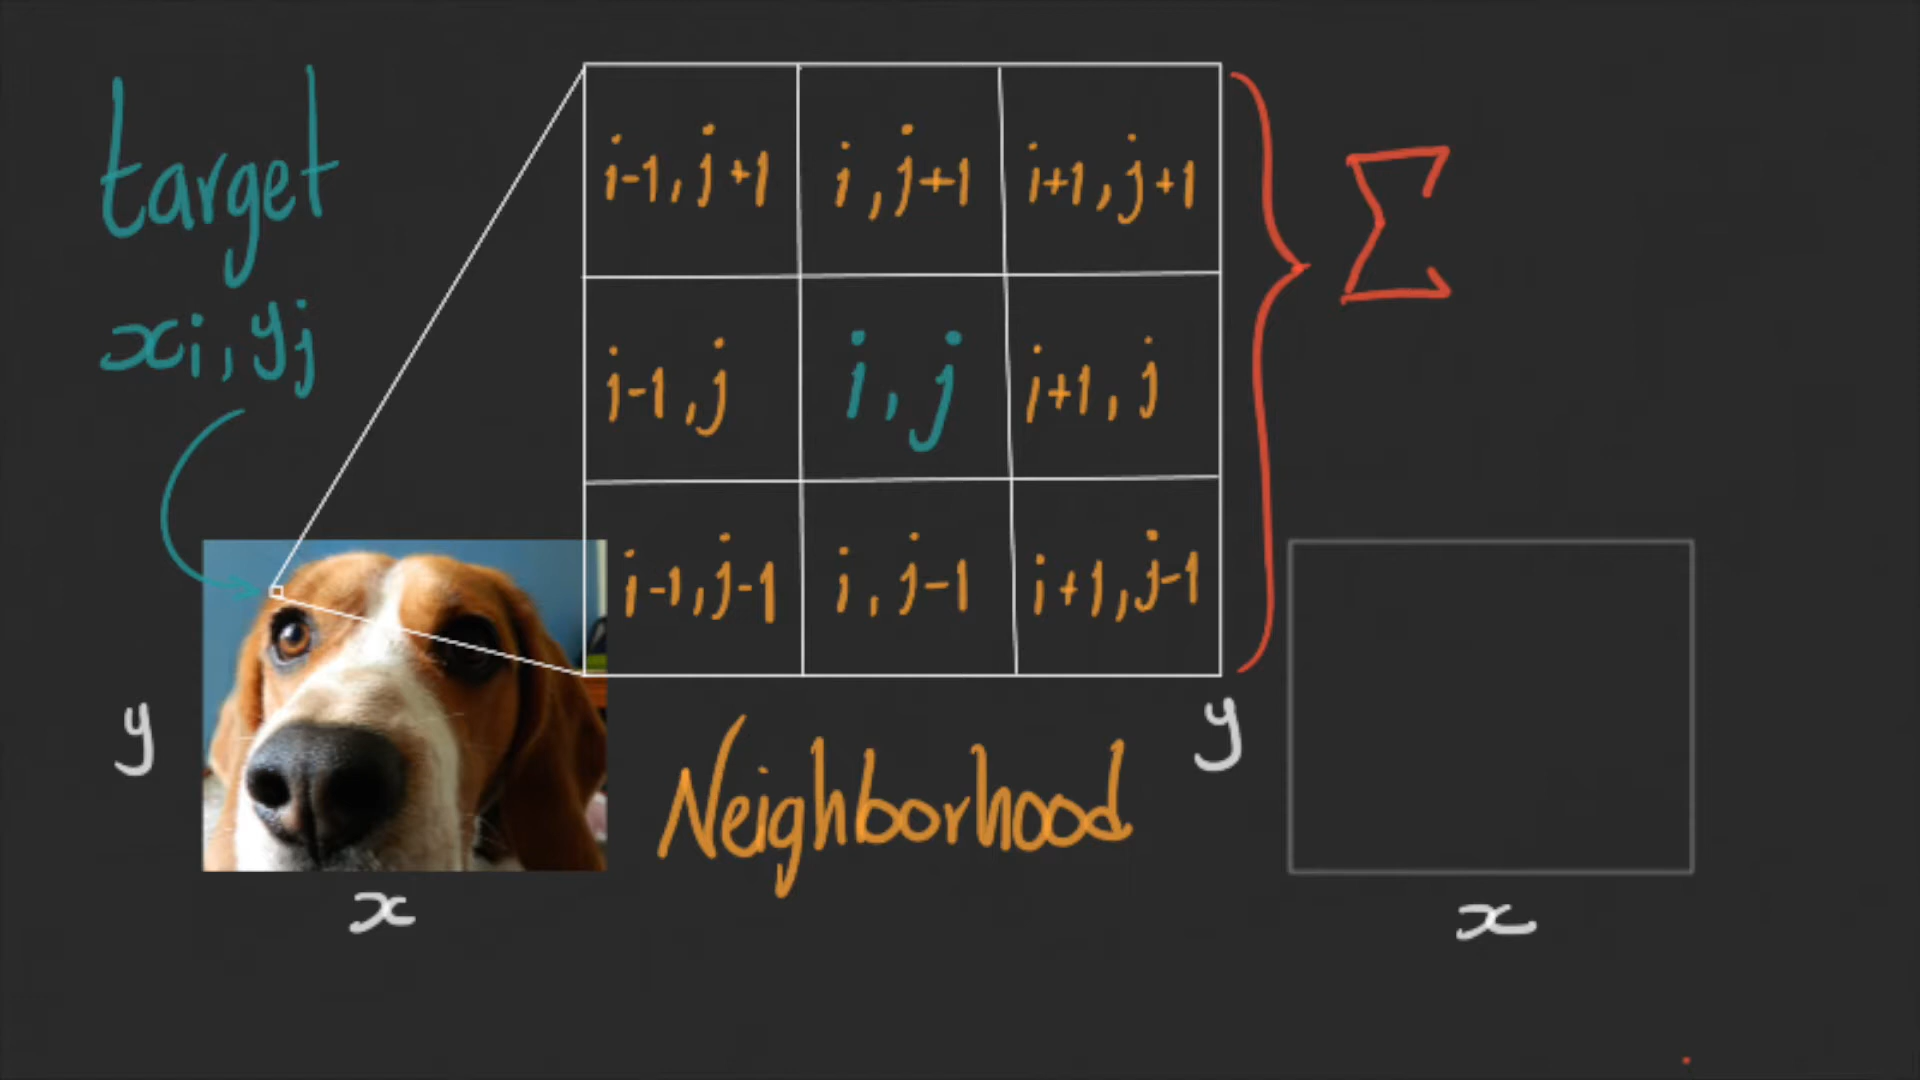 target
xi, yj
i-1, j+1
i, j+1
i+1, j+1
i-1, j
i, j
i+1, j
i-1, j-1
i, j-1
i+1, j-1
Σ
Neighborhood
y
x
y
x